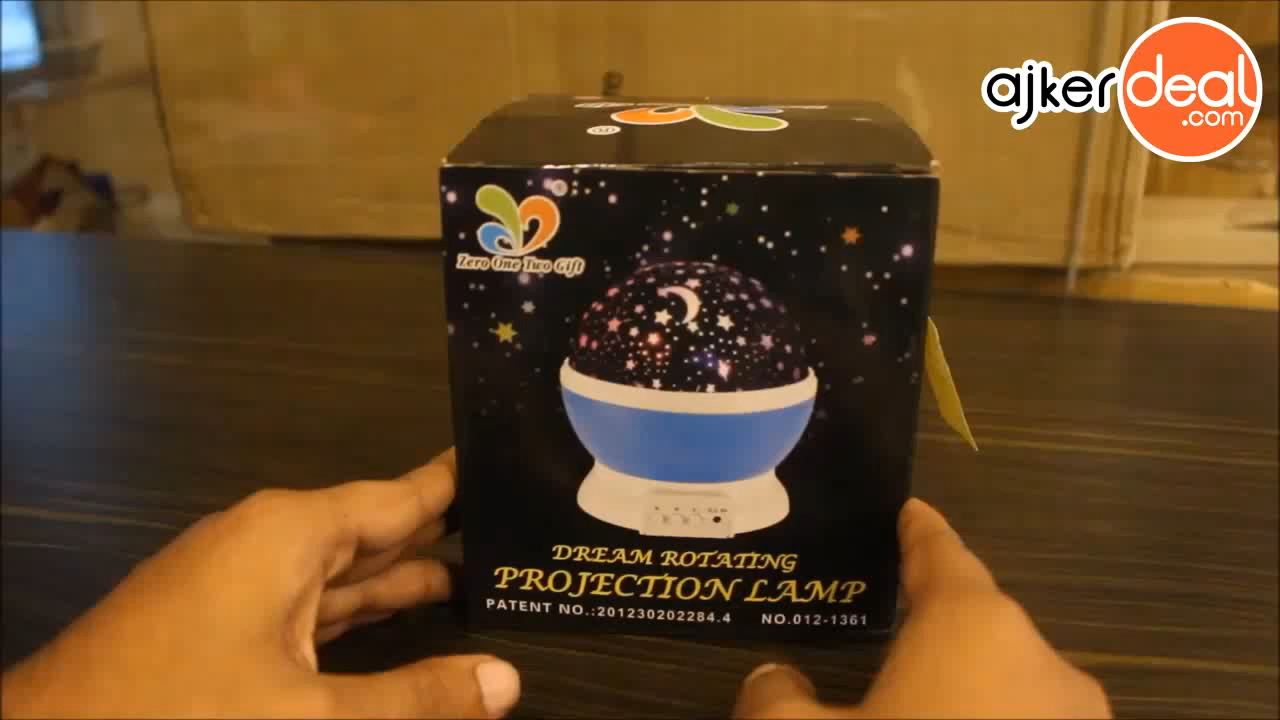 ajkerdeal
.com
Zero One Two Gift
DREAM ROTATING
PROJECTION LAMP
PATENT NO.:201230202284.4 NO.012-1361